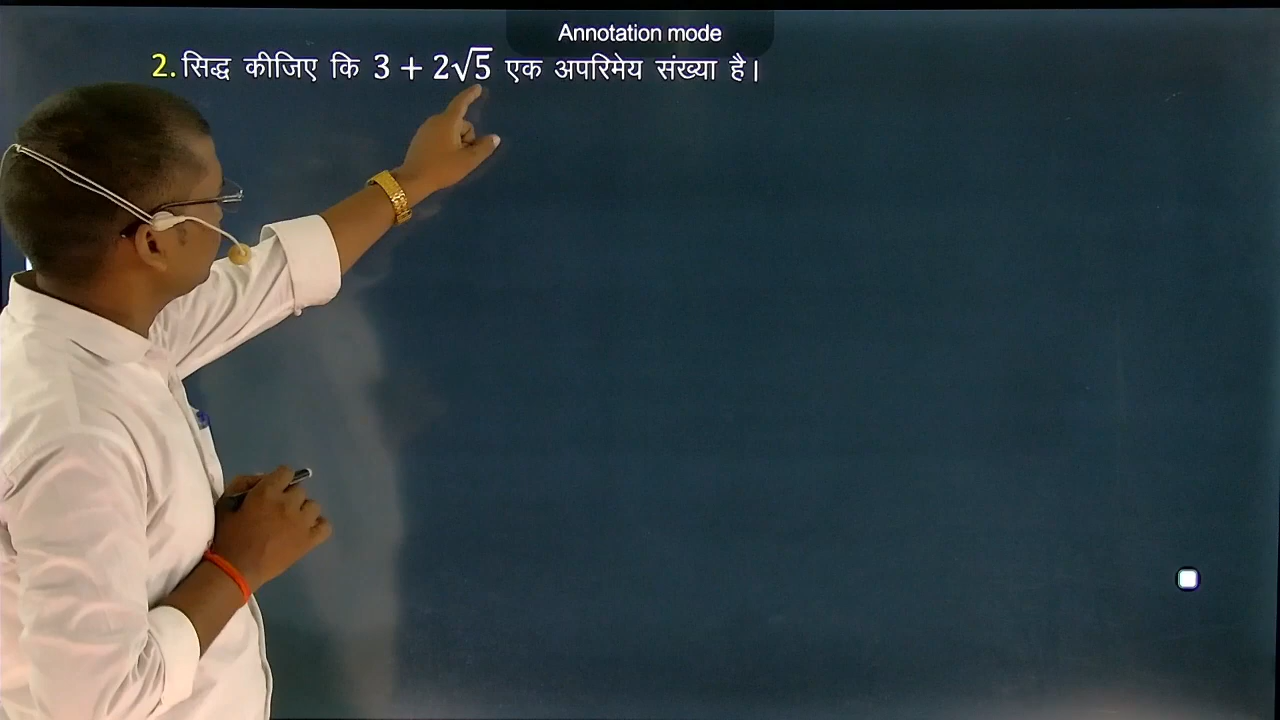 Annotation mode
2. सिद्ध कीजिए कि 3 + 2√5 एक अपरिमेय संख्या है।